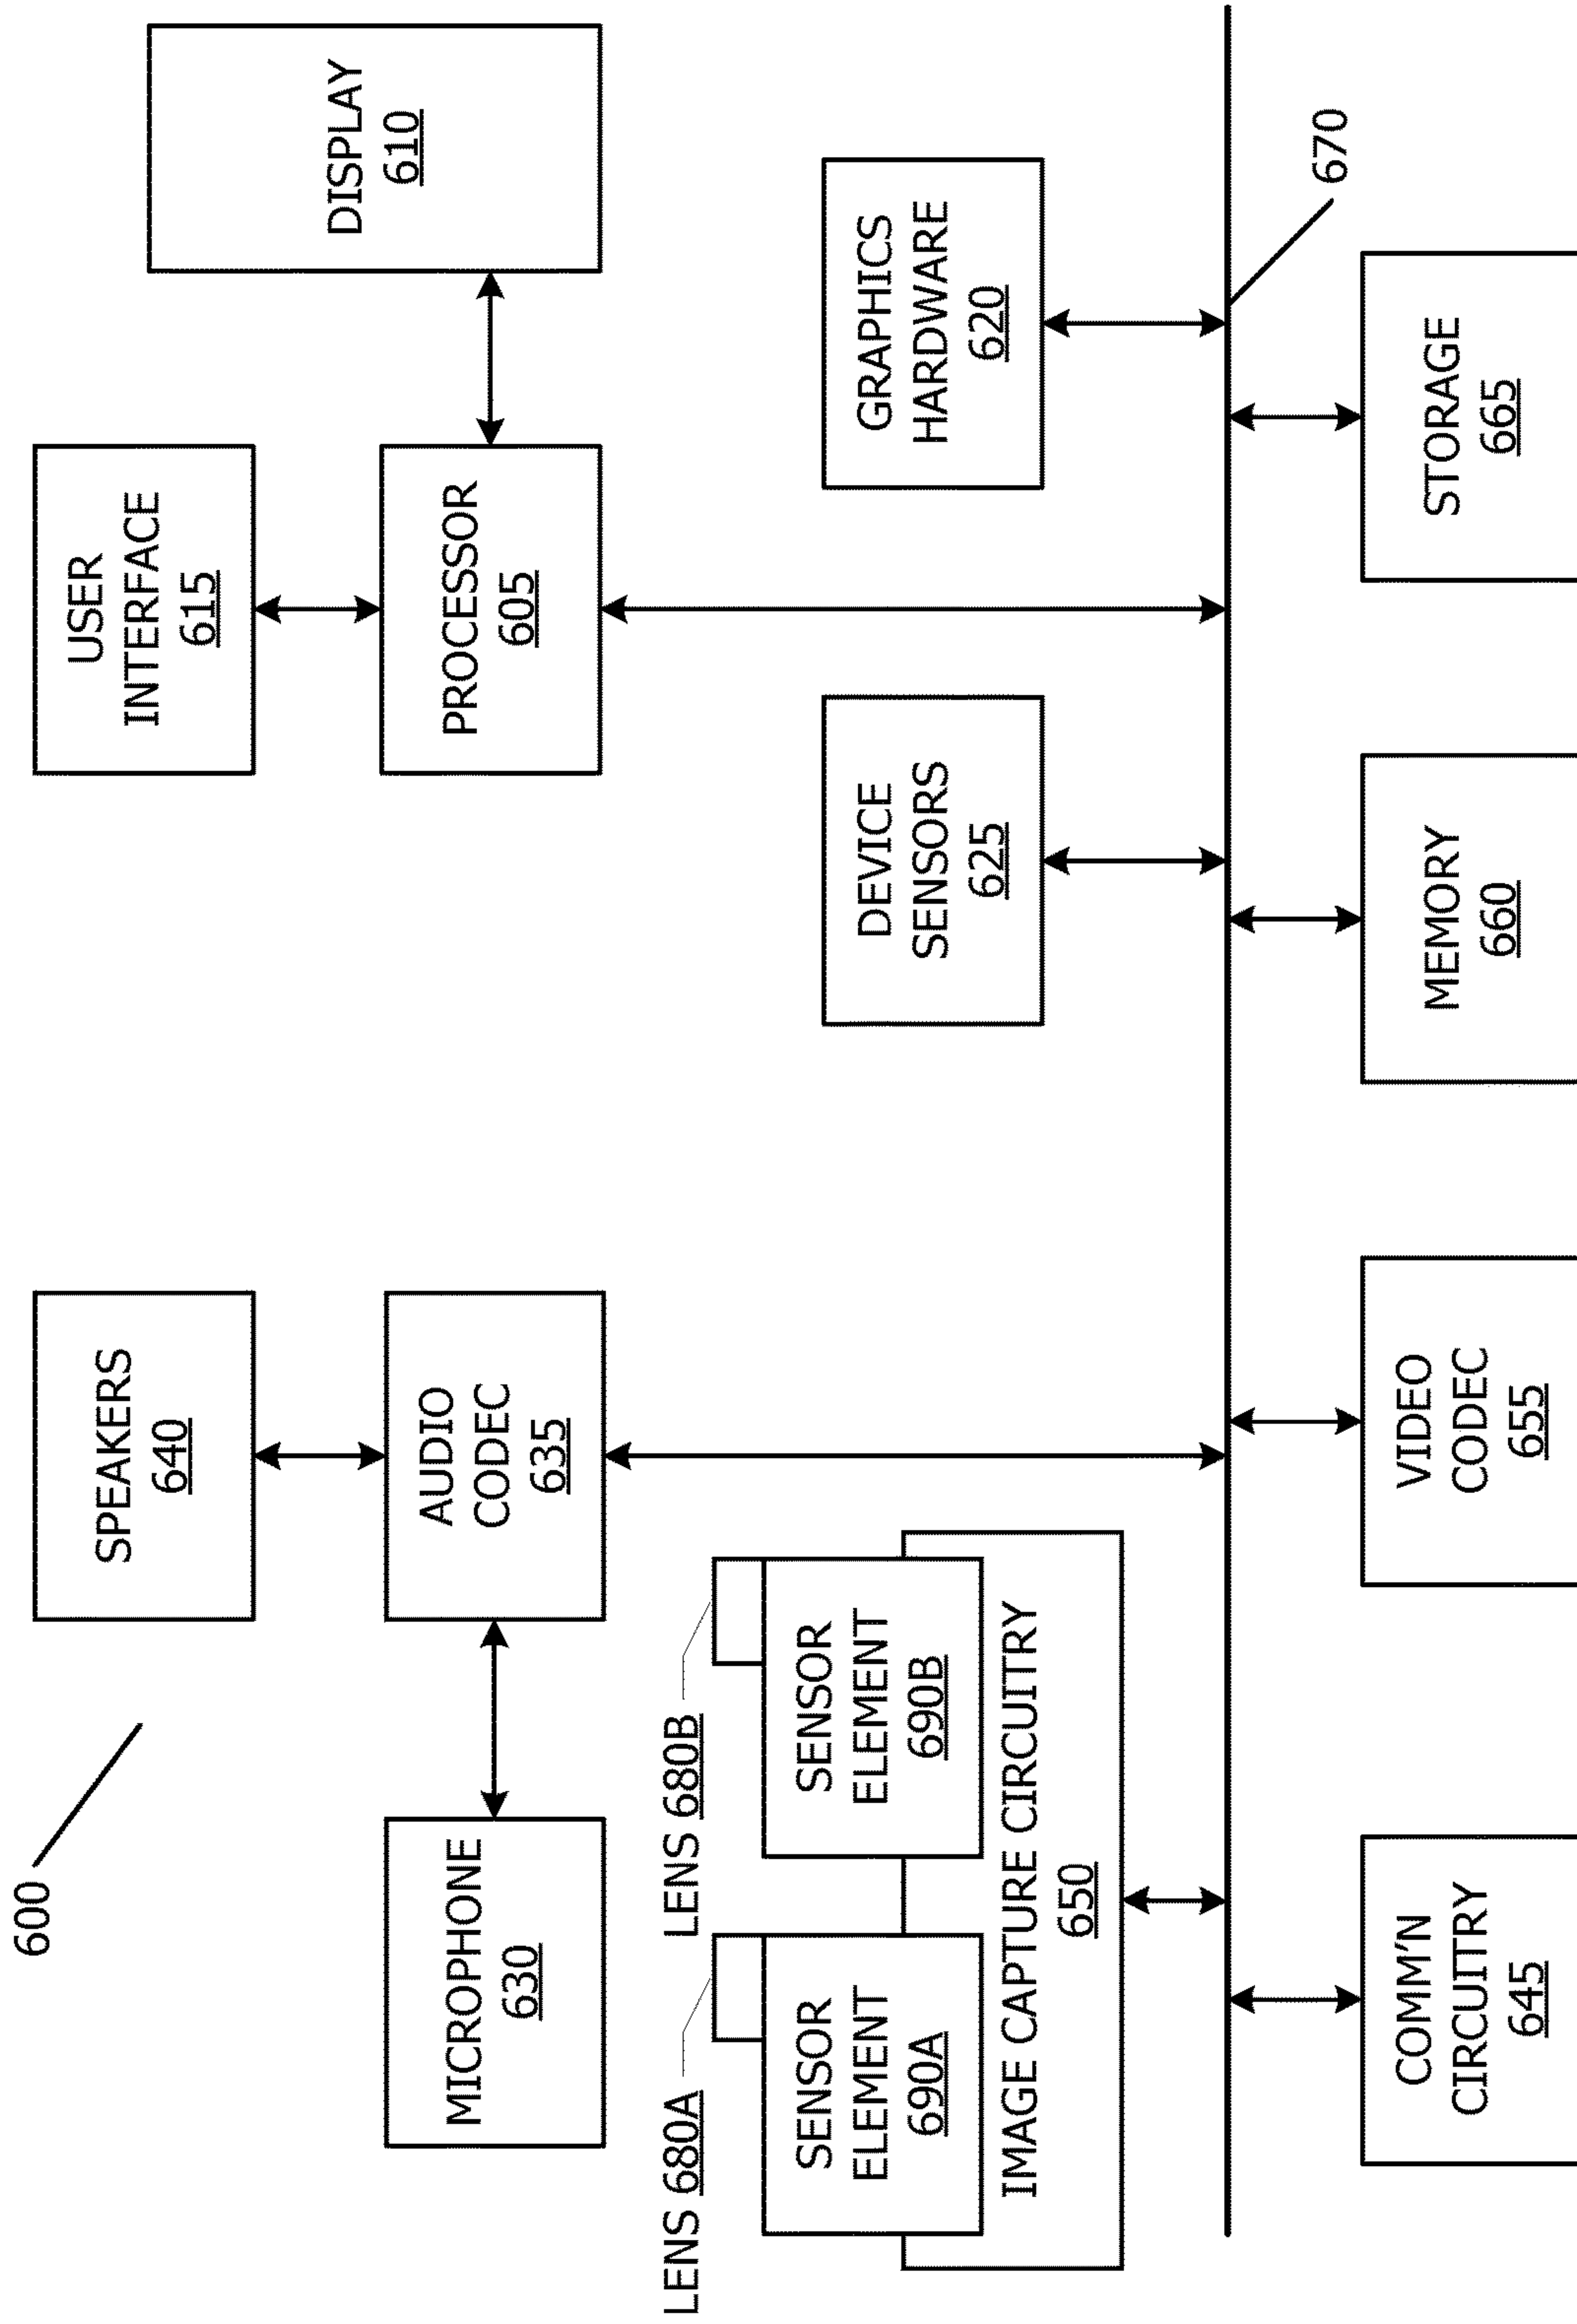 600
SPEAKERS
640
USER
INTERFACE
615
DISPLAY
610
MICROPHONE
630
AUDIO
CODEC
635
PROCESSOR
605
LENS 680A
LENS 680B
SENSOR
ELEMENT
690A
SENSOR
ELEMENT
690B
IMAGE CAPTURE CIRCUITRY
650
DEVICE
SENSORS
625
GRAPHICS
HARDWARE
620
670
COMM'N
CIRCUITRY
645
VIDEO
CODEC
655
MEMORY
660
STORAGE
665